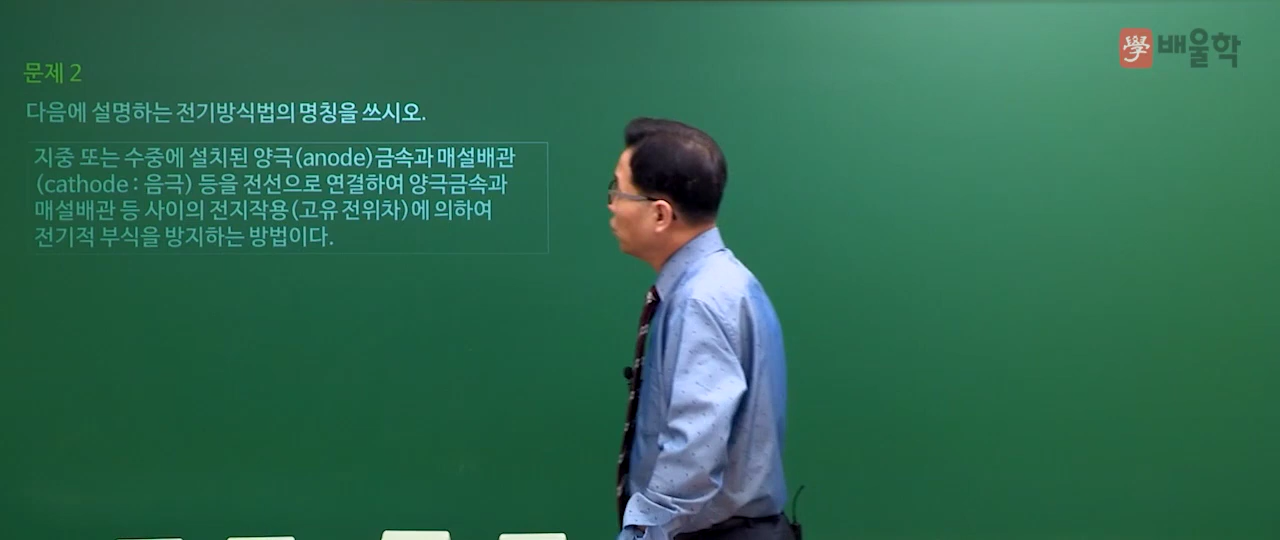 學 배울학
문제 2
다음에 설명하는 전기방식법의 명칭을 쓰시오.
지중 또는 수중에 설치된 양극(anode)금속과 매설배관
(cathode : 음극) 등을 전선으로 연결하여 양극금속과
매설배관 등 사이의 전지작용(고유 전위차)에 의하여
전기적 부식을 방지하는 방법이다.